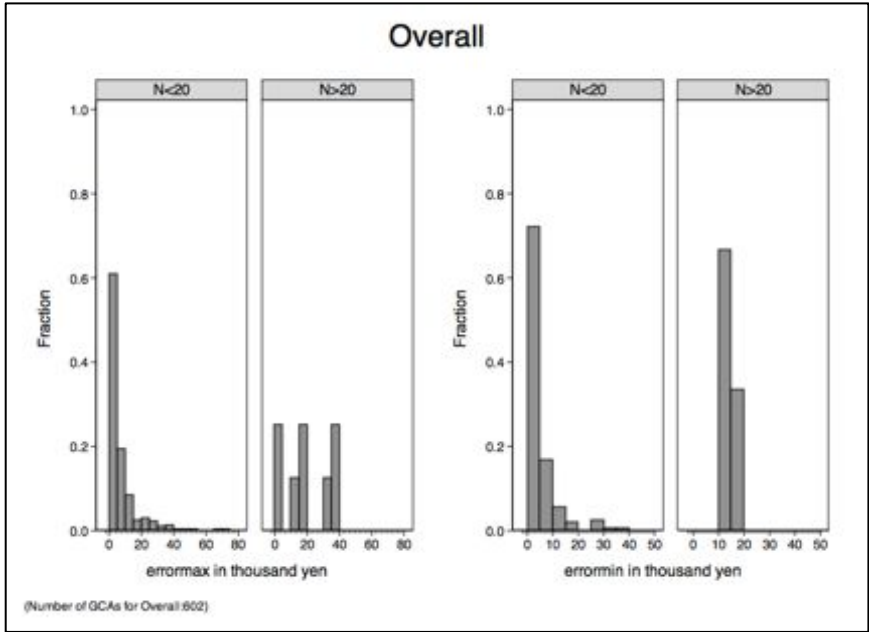 Overall
N<20 N>20 N<20 N>20
1.0 1.0
0.8 0.8
0.6 0.6
0.4 0.4
0.2 0.2
0.0 0.0
Fraction Fraction
0 20 40 60 80 0 20 40 60 80 0 10 20 30 40 50 0 10 20 30 40 50
errormax in thousand yen errormin in thousand yen
(Number of GCAs for Overall:602)